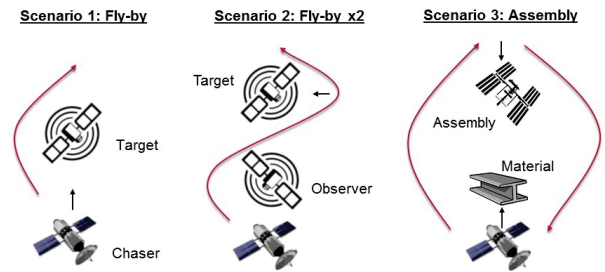 Scenario 1: Fly-by
Scenario 2: Fly-by x2
Scenario 3: Assembly
Target
Chaser
Target
Observer
Assembly
Material